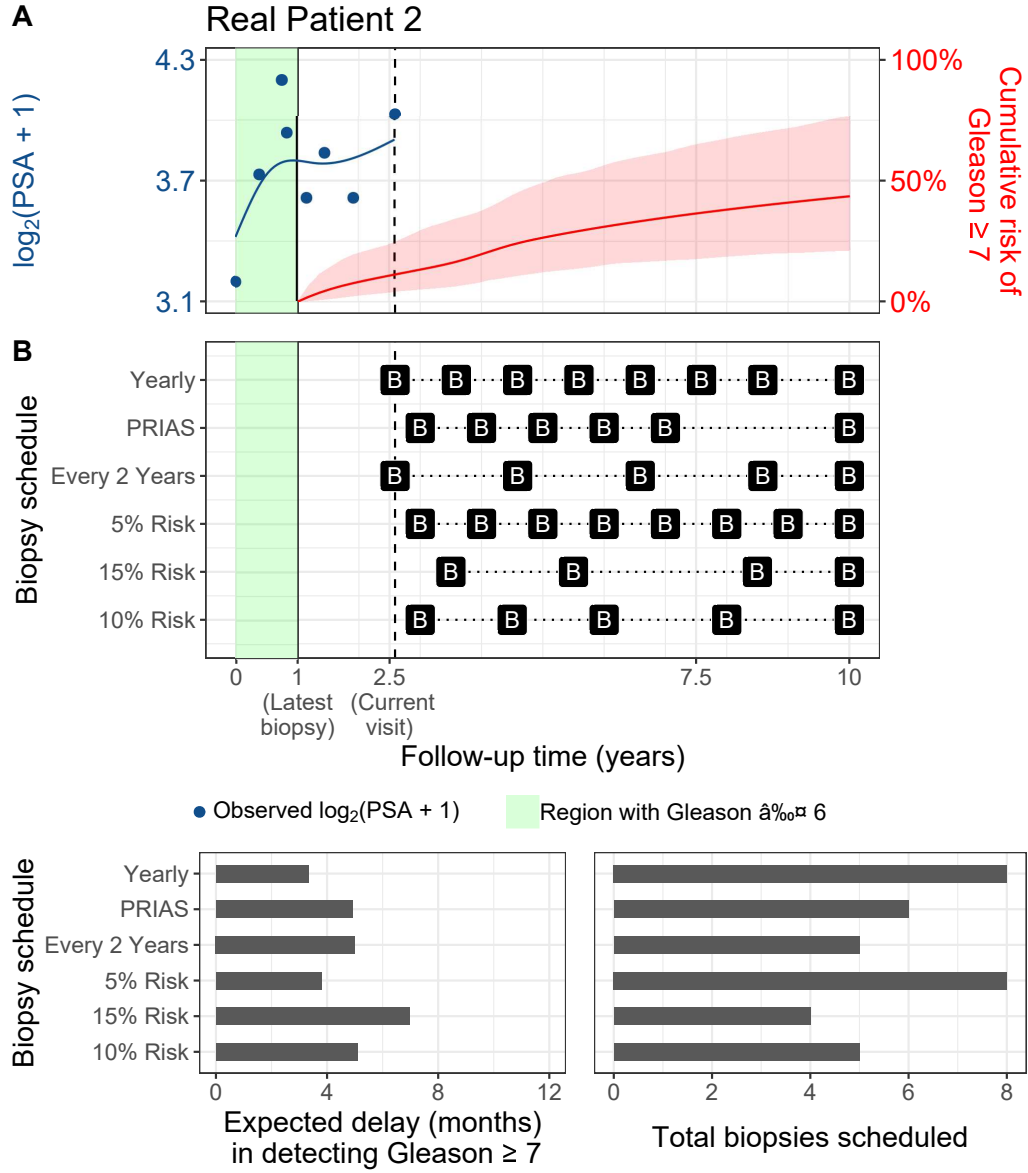 A
Real Patient 2
4.3
3.7
3.1
log2(PSA + 1)
100%
50%
0%
Cumulative risk of
Gleason ≥ 7
B
Biopsy schedule
Yearly
B B B B B B B B
PRIAS
B B B B B B
Every 2 Years
B B B B B
5% Risk
B B B B B B B B
15% Risk
B B B B
10% Risk
B B B B B
0 1 2.5 7.5 10
(Latest (Current
biopsy) visit)
Follow-up time (years)
Observed log2(PSA + 1)
Region with Gleason â‰¤ 6
Biopsy schedule
Yearly
PRIAS
Every 2 Years
5% Risk
15% Risk
10% Risk
0 4 8 12
Expected delay (months)
in detecting Gleason ≥ 7
0 2 4 6 8
Total biopsies scheduled